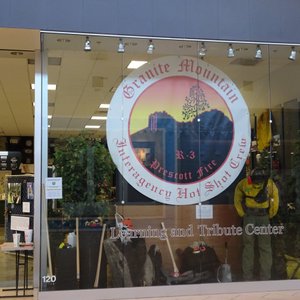 Granite Mountain
R-3
Prescott Fire
Interagency Hot Shot Crew
Learning and Tribute Center
120